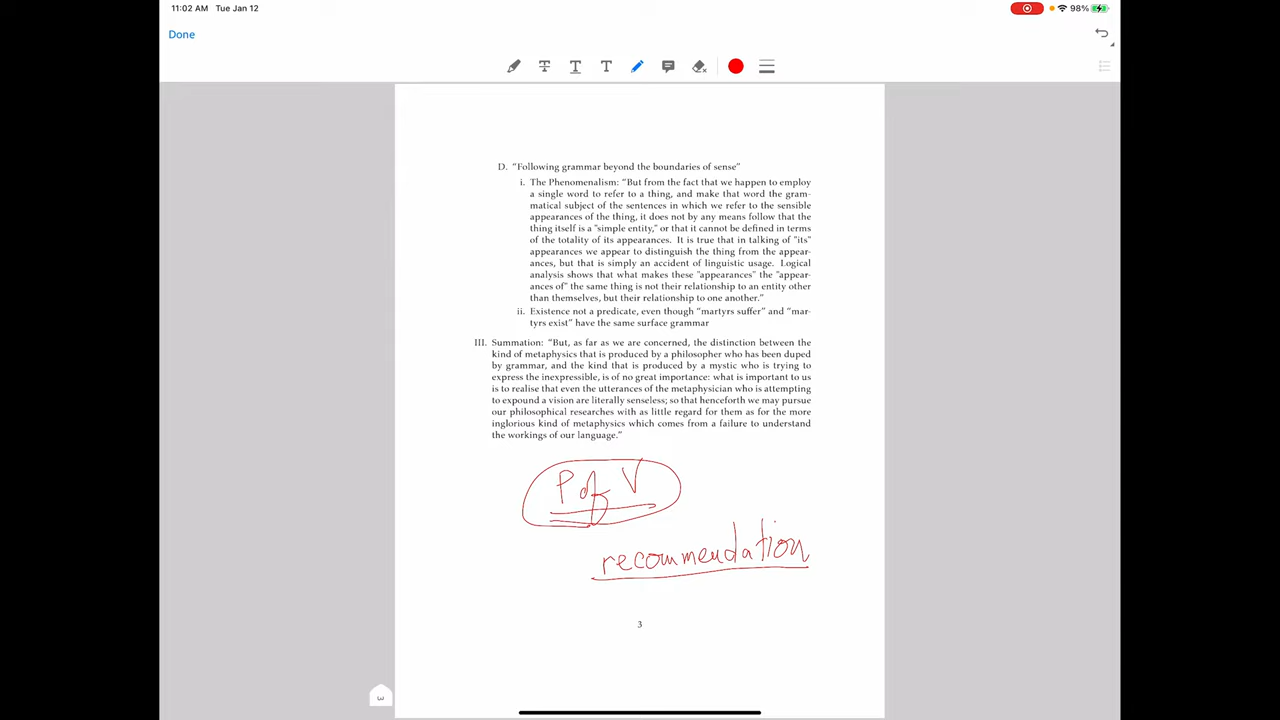 11:02 AM Tue Jan 12
98%
Done
D. “Following grammar beyond the boundaries of sense”
i. The Phenomenalism: “But from the fact that we happen to employ
a single word to refer to a thing, and make that word the gram-
matical subject of the sentences in which we refer to the sensible
appearances of the thing, it does not by any means follow that the
thing itself is a "simple entity," or that it cannot be defined in terms
of the totality of its appearances. It is true that in talking of "its"
appearances we appear to distinguish the thing from the appear-
ances, but that is simply an accident of linguistic usage. Logical
analysis shows that what makes these "appearances" the "appear-
ances of" the same thing is not their relationship to an entity other
than themselves, but their relationship to one another.”
ii. Existence not a predicate, even though “martyrs suffer” and “mar-
tyrs exist” have the same surface grammar
III. Summation: “But, as far as we are concerned, the distinction between the
kind of metaphysics that is produced by a philosopher who has been duped
by grammar, and the kind that is produced by a mystic who is trying to
express the inexpressible, is of no great importance: what is important to us
is to realise that even the utterances of the metaphysician who is attempting
to expound a vision are literally senseless; so that henceforth we may pursue
our philosophical researches with as little regard for them as for the more
inglorious kind of metaphysics which comes from a failure to understand
the workings of our language.”
P of V
recommendation
3
3